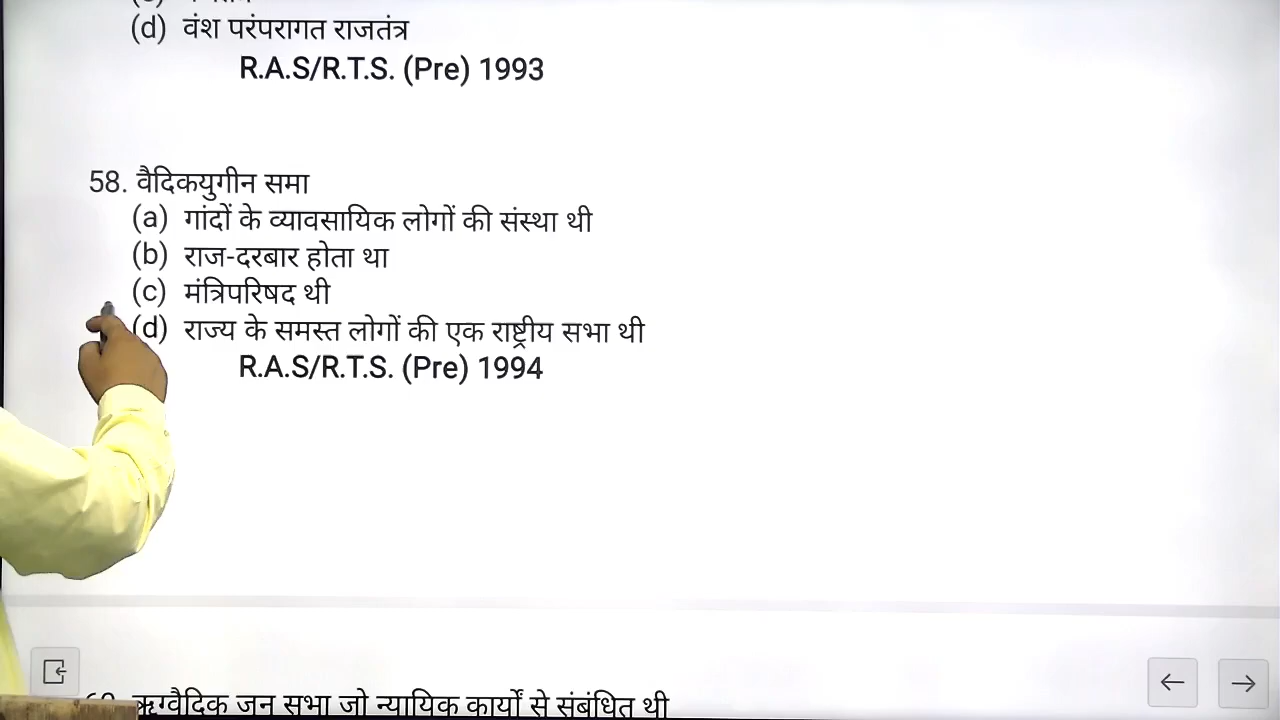 (d) वंश परंपरागत राजतंत्र
R.A.S/R.T.S. (Pre) 1993
58. वैदिकयुगीन समा
(a) गांदों के व्यावसायिक लोगों की संस्था थी
(b) राज-दरबार होता था
(c) मंत्रिपरिषद थी
(d) राज्य के समस्त लोगों की एक राष्ट्रीय सभा थी
R.A.S/R.T.S. (Pre) 1994
ऋग्वैदिक जन सभा जो न्यायिक कार्यों से संबंधित थी